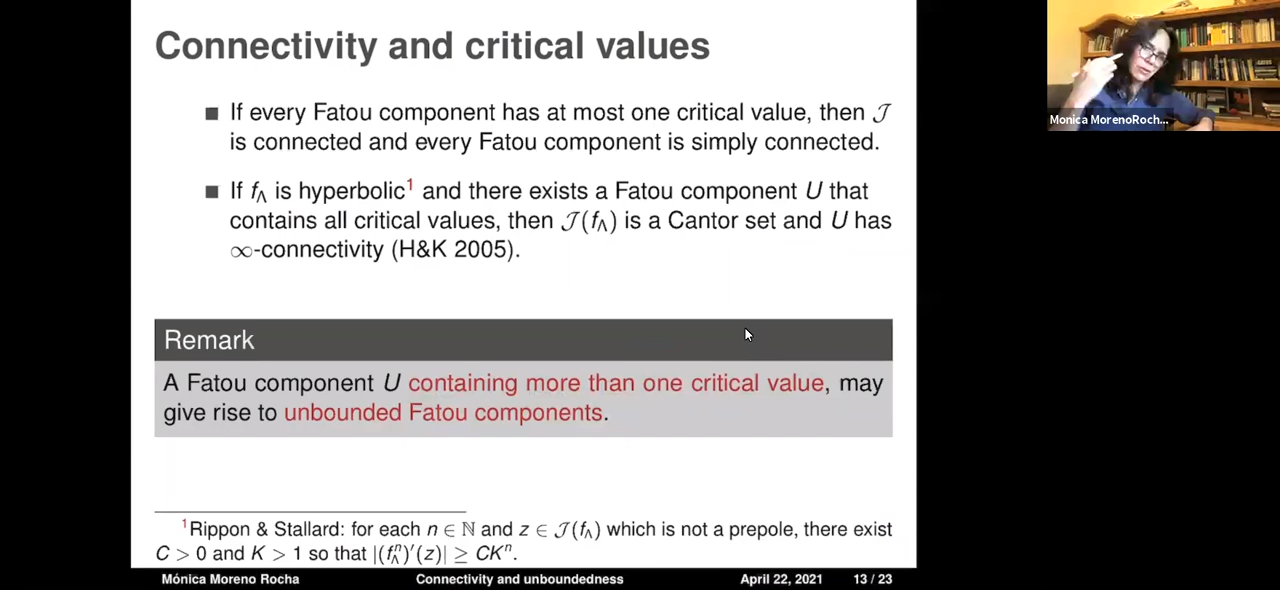 Connectivity and critical values
■ If every Fatou component has at most one critical value, then 𝒥
is connected and every Fatou component is simply connected.
■ If f_Λ is hyperbolic¹ and there exists a Fatou component U that
contains all critical values, then 𝒥(f_Λ) is a Cantor set and U has
∞-connectivity (H&K 2005).
Remark
A Fatou component U containing more than one critical value, may
give rise to unbounded Fatou components.
¹Rippon & Stallard: for each n ∈ ℕ and z ∈ 𝒥(f_Λ) which is not a prepole, there exist
C > 0 and K > 1 so that |(f_Λ^n)′(z)| ≥ CK^n.
Mónica Moreno Rocha Connectivity and unboundedness April 22, 2021 13 / 23
Monica MorenoRoch...